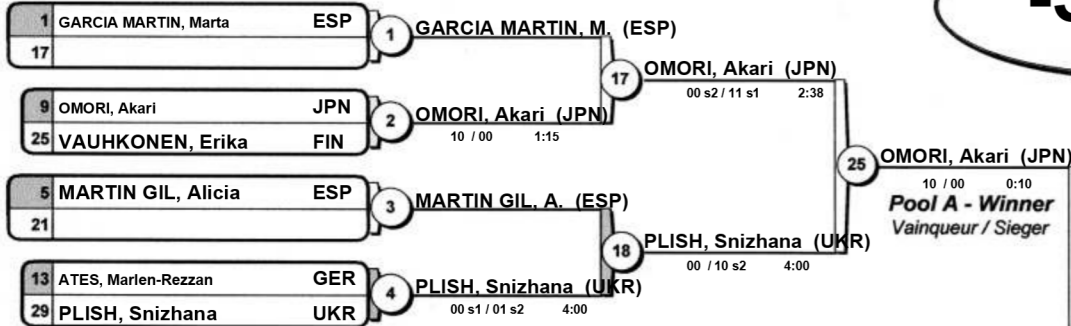 1 GARCIA MARTIN, Marta ESP
17
1 GARCIA MARTIN, M. (ESP)
9 OMORI, Akari JPN
25 VAUHKONEN, Erika FIN
2 OMORI, Akari (JPN)
10 / 00 1:15
17 OMORI, Akari (JPN)
00 s2 / 11 s1 2:38
5 MARTIN GIL, Alicia ESP
21
3 MARTIN GIL, A. (ESP)
13 ATES, Marlen-Rezzan GER
29 PLISH, Snizhana UKR
4 PLISH, Snizhana (UKR)
00 s1 / 01 s2 4:00
18 PLISH, Snizhana (UKR)
00 / 10 s2 4:00
25 OMORI, Akari (JPN)
10 / 00 0:10
Pool A - Winner
Vainqueur / Sieger